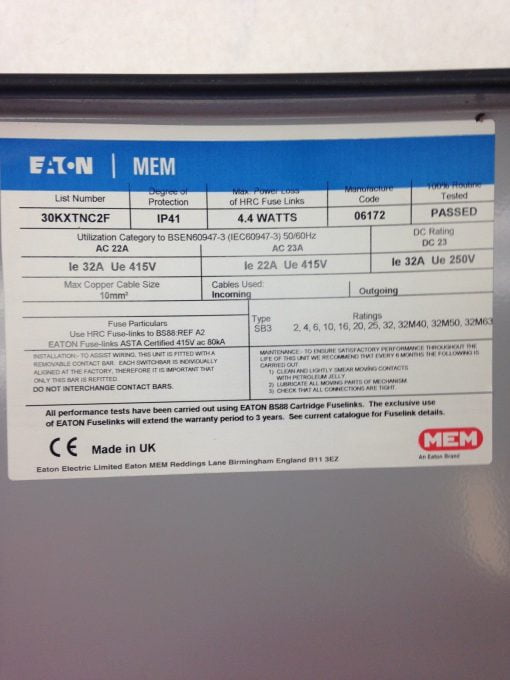 EATON | MEM
List Number
Degree of
Protection
Max. Power Loss
of HRC Fuse Links
Manufacture
Code
100% Routine
Tested
30KXTNC2F
IP41
4.4 WATTS
06172
PASSED
Utilization Category to BSEN60947-3 (IEC60947-3) 50/60Hz
AC 22A
AC 23A
DC Rating
DC 23
Ie 32A Ue 415V
Ie 22A Ue 415V
Ie 32A Ue 250V
Max Copper Cable Size
10mm²
Cables Used:
Incoming
Outgoing
Fuse Particulars
Use HRC Fuse-links to BS88:REF A2
EATON Fuse-links ASTA Certified 415V ac 80kA
Type
SB3
Ratings
2, 4, 6, 10, 16, 20, 25, 32, 32M40, 32M50, 32M63
INSTALLATION:- TO ASSIST WIRING, THIS UNIT IS FITTED WITH A
REMOVABLE CONTACT BAR. EACH SWITCHBAR IS INDIVIDUALLY
ALIGNED AT THE FACTORY, THEREFORE IT IS IMPORTANT THAT
ONLY THIS BAR IS REFITTED.
DO NOT INTERCHANGE CONTACT BARS.
MAINTENANCE:- TO ENSURE SATISFACTORY PERFORMANCE THROUGHOUT THE
LIFE OF THIS UNIT WE RECOMMEND THAT EVERY 6 MONTHS THE FOLLOWING IS
CARRIED OUT.
1) CLEAN AND LIGHTLY SMEAR MOVING CONTACTS
WITH PETROLEUM JELLY.
2) LUBRICATE ALL MOVING PARTS OF MECHANISM.
3) CHECK THAT ALL CONNECTIONS ARE TIGHT.
All performance tests have been carried out using EATON BS88 Cartridge Fuselinks. The exclusive use
of EATON Fuselinks will extend the warranty period to 3 years. See current catalogue for Fuselink details.
CE Made in UK
MEM
An Eaton Brand
Eaton Electric Limited Eaton MEM Reddings Lane Birmingham England B11 3EZ